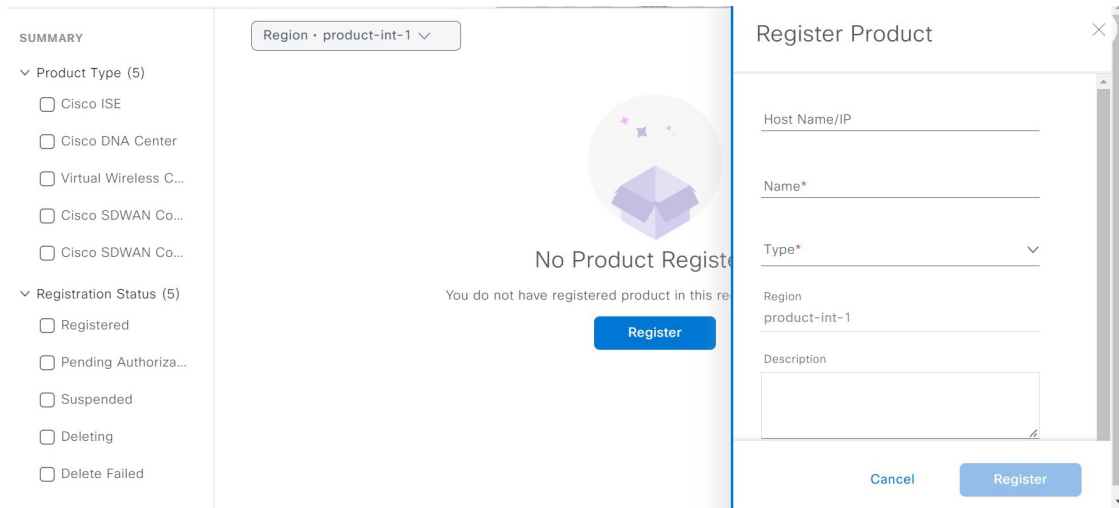 SUMMARY
Product Type (5)
Cisco ISE
Cisco DNA Center
Virtual Wireless C...
Cisco SDWAN Co...
Cisco SDWAN Co...
Registration Status (5)
Registered
Pending Authoriza...
Suspended
Deleting
Delete Failed
Region • product-int-1
No Product Registe
You do not have registered product in this re
Register
Register Product
Host Name/IP
Name*
Type*
Region
product-int-1
Description
Cancel
Register